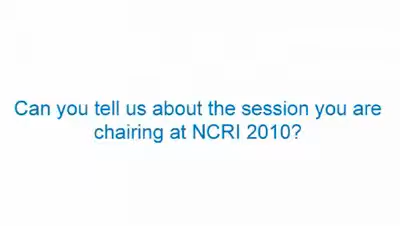 Can you tell us about the session you are
chairing at NCRI 2010?